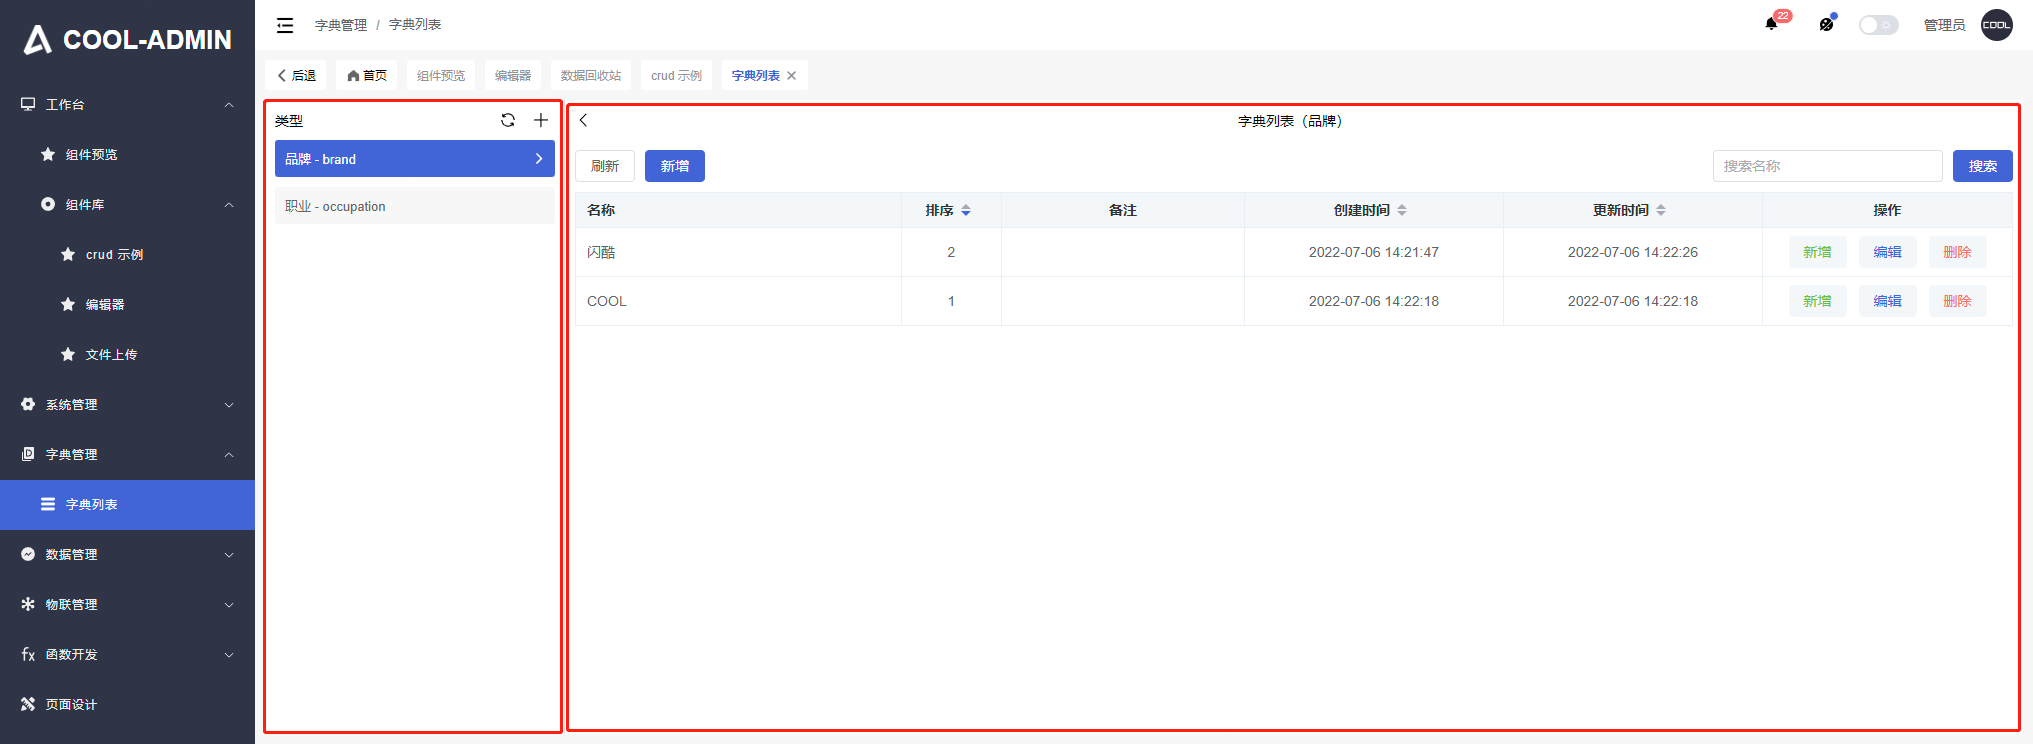 COOL-ADMIN
工作台
组件预览
组件库
crud 示例
编辑器
文件上传
系统管理
字典管理
字典列表
数据管理
物联管理
函数开发
页面设计
字典管理 / 字典列表
22
管理员
COOL
后退 首页 组件预览 编辑器 数据回收站 crud 示例 字典列表
类型
品牌 - brand
职业 - occupation
字典列表（品牌）
刷新 新增 搜索名称 搜索
名称 排序 备注 创建时间 更新时间 操作
闪酷 2 2022-07-06 14:21:47 2022-07-06 14:22:26 新增 编辑 删除
COOL 1 2022-07-06 14:22:18 2022-07-06 14:22:18 新增 编辑 删除